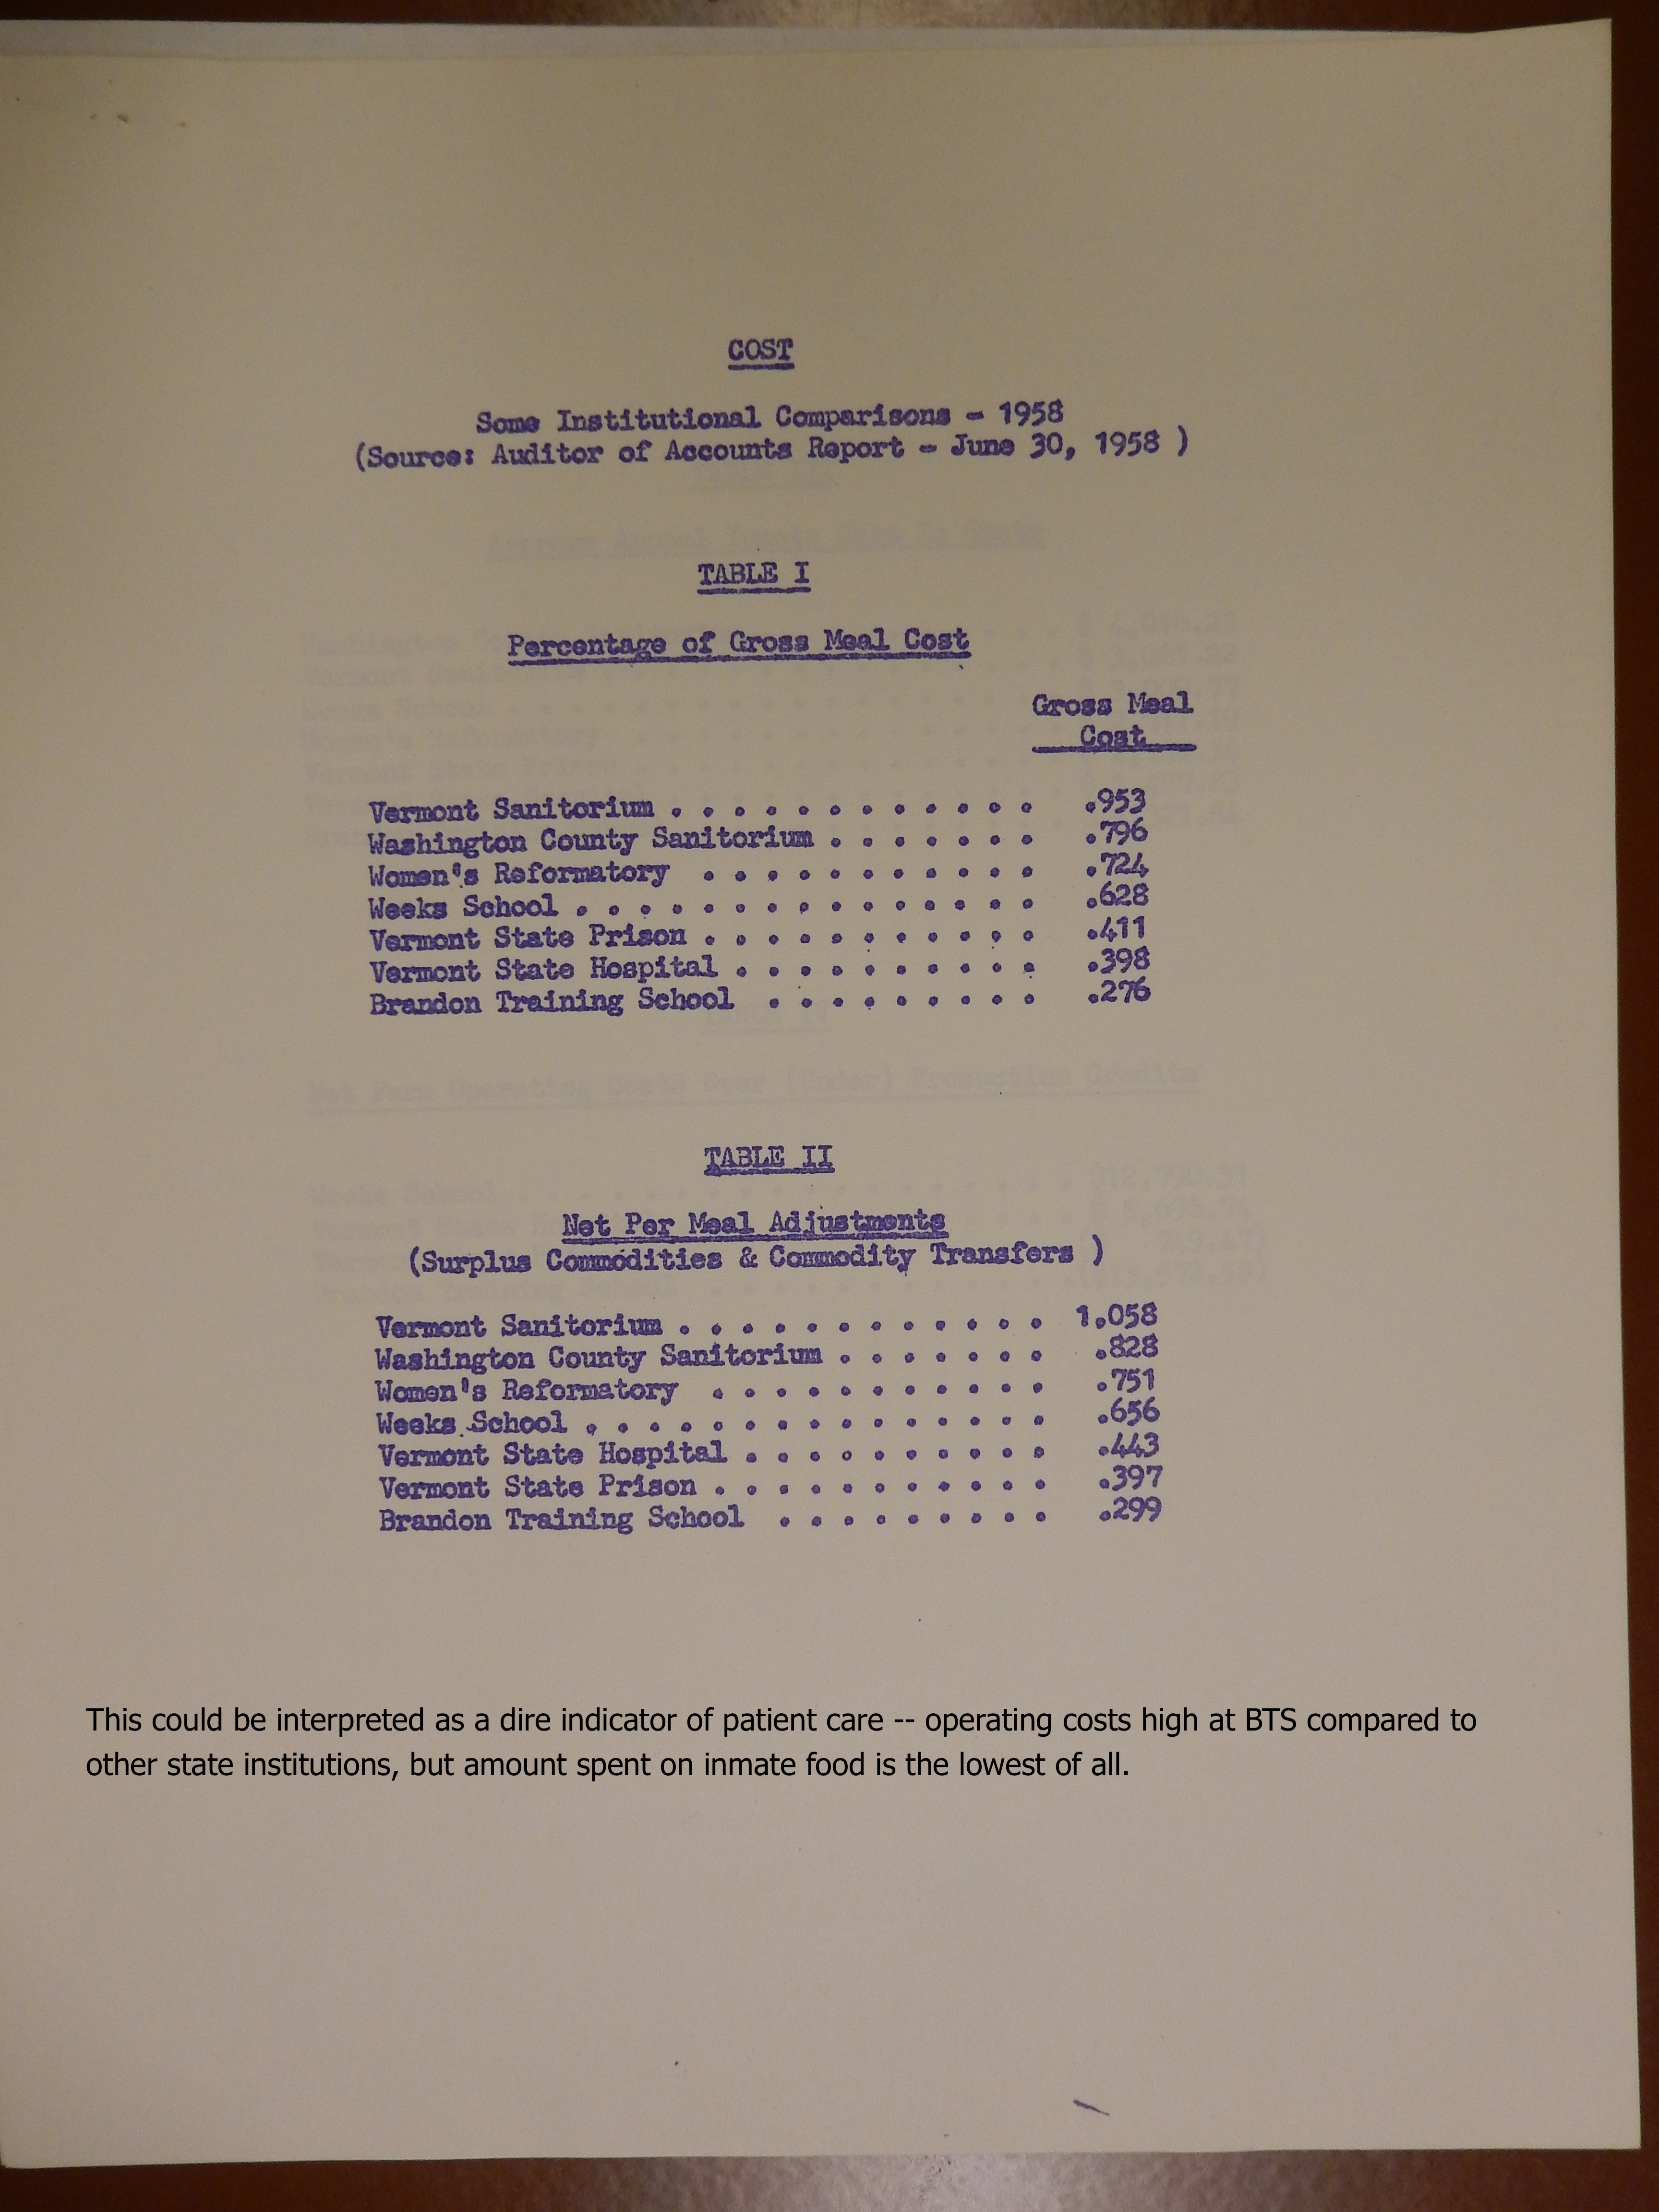 COST
Some Institutional Comparisons - 1958
(Source: Auditor of Accounts Report - June 30, 1958 )
TABLE I
Percentage of Gross Meal Cost
Gross Meal
Cost
Vermont Sanitorium . . . . . . . . . . . . .953
Washington County Sanitorium . . . . . . . .796
Women's Reformatory . . . . . . . . . . . .724
Weeks School . . . . . . . . . . . . . . . .628
Vermont State Prison . . . . . . . . . . . .411
Vermont State Hospital . . . . . . . . . . .398
Brandon Training School . . . . . . . . . .276
TABLE II
Net Per Meal Adjustments
(Surplus Commodities & Commodity Transfers )
Vermont Sanitorium . . . . . . . . . . . . 1.058
Washington County Sanitorium . . . . . . . .828
Women's Reformatory . . . . . . . . . . . .751
Weeks School . . . . . . . . . . . . . . . .656
Vermont State Hospital . . . . . . . . . . .443
Vermont State Prison . . . . . . . . . . . .397
Brandon Training School . . . . . . . . . .299
This could be interpreted as a dire indicator of patient care -- operating costs high at BTS compared to
other state institutions, but amount spent on inmate food is the lowest of all.